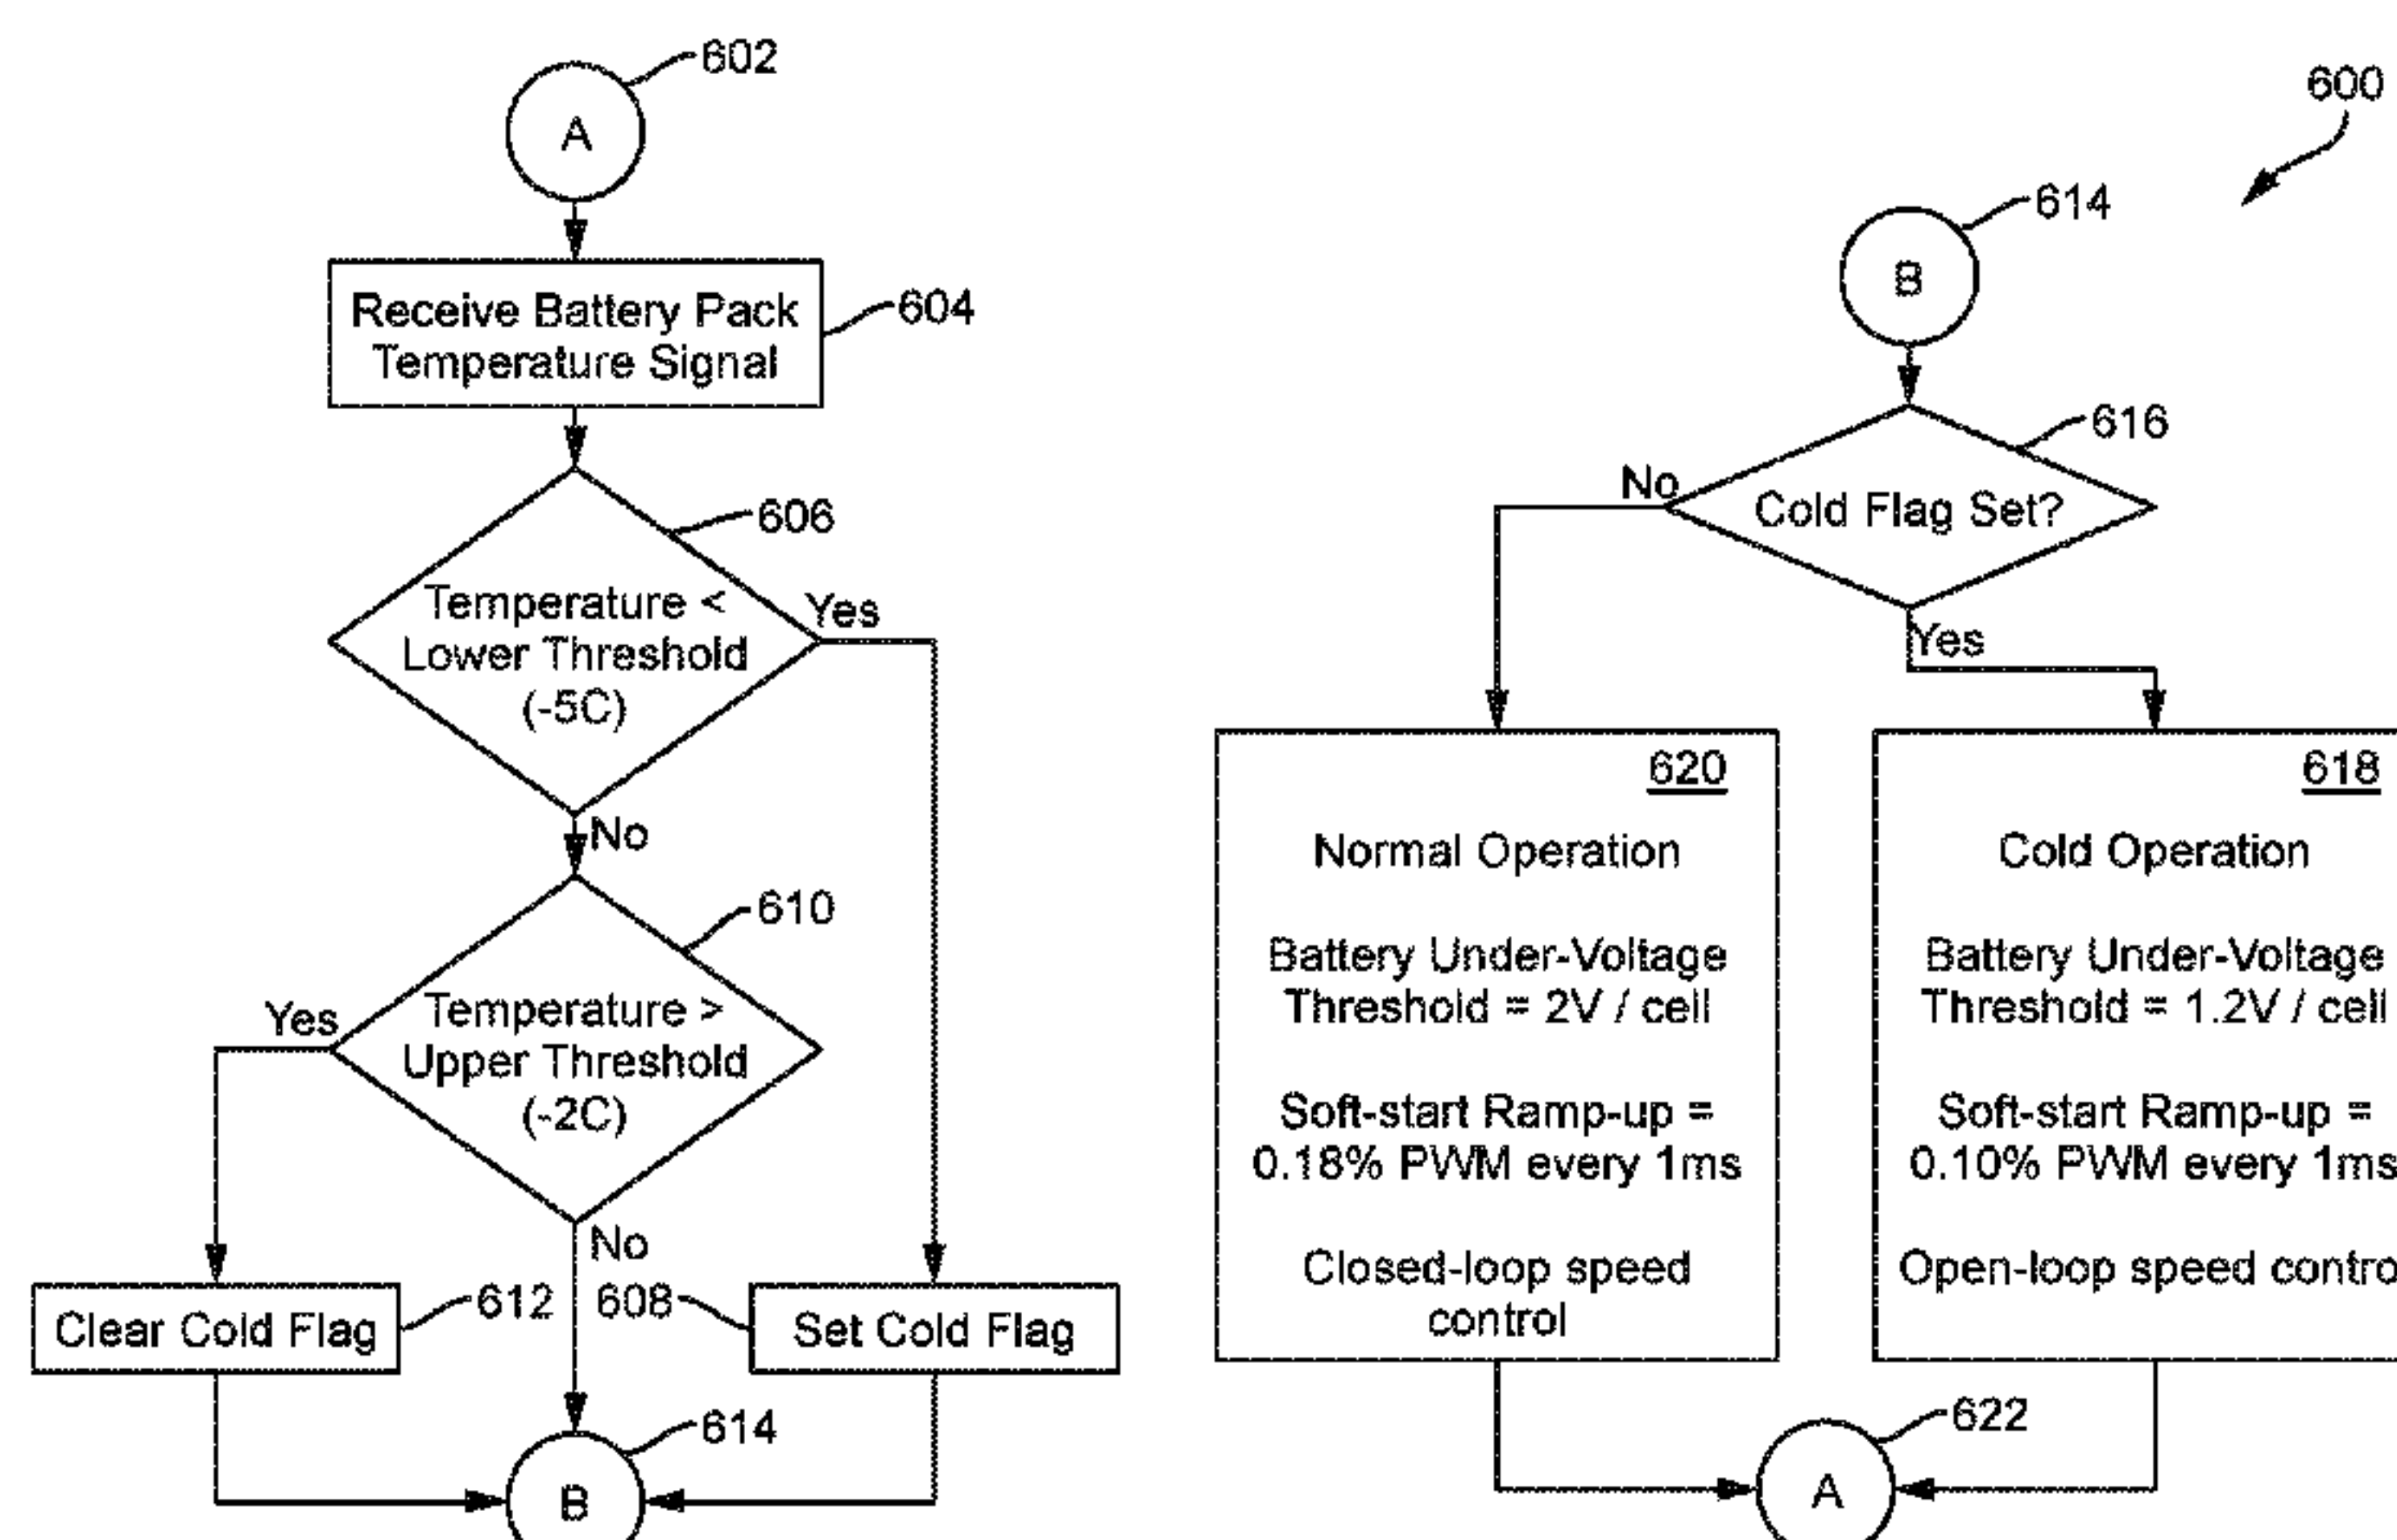 602
A
Receive Battery Pack
Temperature Signal
604
606
Temperature <
Lower Threshold
(-5C)
Yes
No
610
Temperature >
Upper Threshold
(-2C)
Yes
No
Clear Cold Flag
612
608
Set Cold Flag
614
B
600
614
B
616
Cold Flag Set?
No
Yes
620
Normal Operation
Battery Under-Voltage
Threshold = 2V / cell
Soft-start Ramp-up =
0.18% PWM every 1ms
Closed-loop speed
control
618
Cold Operation
Battery Under-Voltage
Threshold = 1.2V / cell
Soft-start Ramp-up =
0.10% PWM every 1ms
Open-loop speed contro
622
A